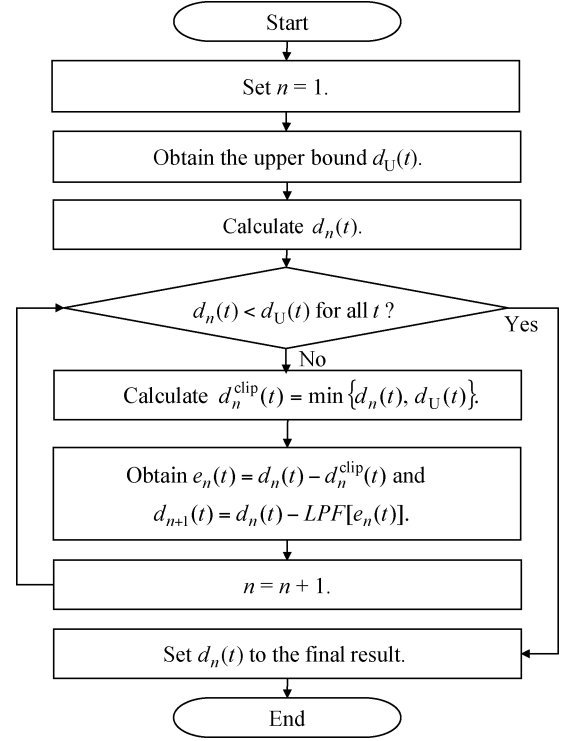 Start
Set n = 1.
Obtain the upper bound d_U(t).
Calculate d_n(t).
d_n(t) < d_U(t) for all t ?
Yes
No
Calculate d_n^clip(t) = min{d_n(t), d_U(t)}.
Obtain e_n(t) = d_n(t) − d_n^clip(t) and
d_{n+1}(t) = d_n(t) − LPF[e_n(t)].
n = n + 1.
Set d_n(t) to the final result.
End